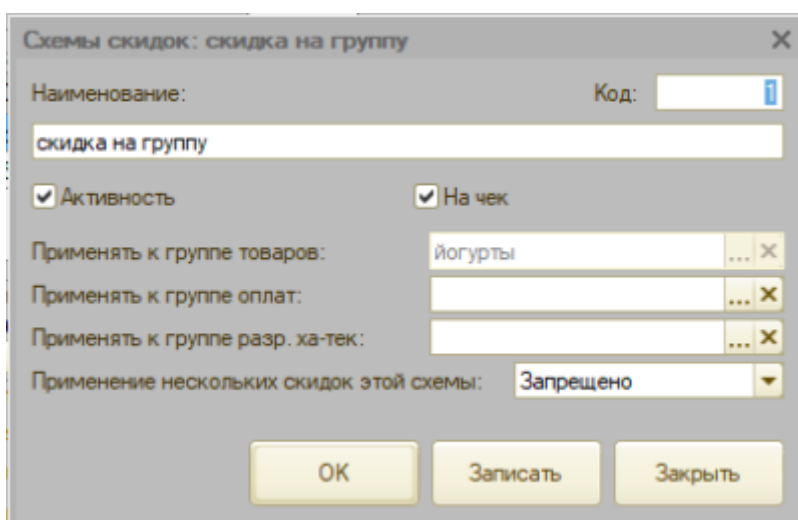 Схемы скидок: скидка на группу
Наименование: Код: 1
скидка на группу
Активность На чек
Применять к группе товаров: йогурты ...
Применять к группе оплат: ...
Применять к группе разр. ха-тек: ...
Применение нескольких скидок этой схемы: Запрещено
OK Записать Закрыть